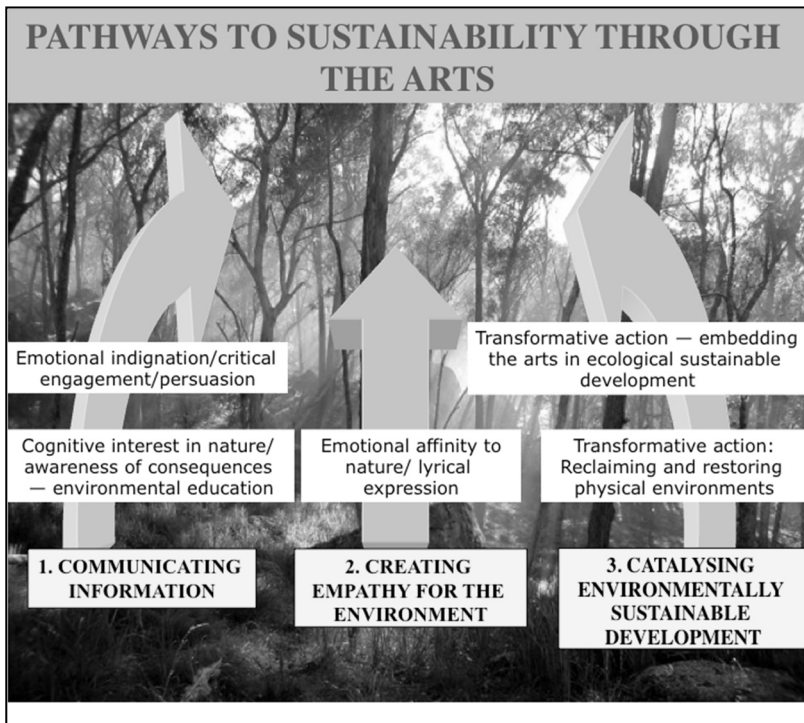 PATHWAYS TO SUSTAINABILITY THROUGH
THE ARTS
Emotional indignation/critical
engagement/persuasion
Transformative action — embedding
the arts in ecological sustainable
development
Cognitive interest in nature/
awareness of consequences
— environmental education
Emotional affinity to
nature/ lyrical
expression
Transformative action:
Reclaiming and restoring
physical environments
1. COMMUNICATING
INFORMATION
2. CREATING
EMPATHY FOR THE
ENVIRONMENT
3. CATALYSING
ENVIRONMENTALLY
SUSTAINABLE
DEVELOPMENT